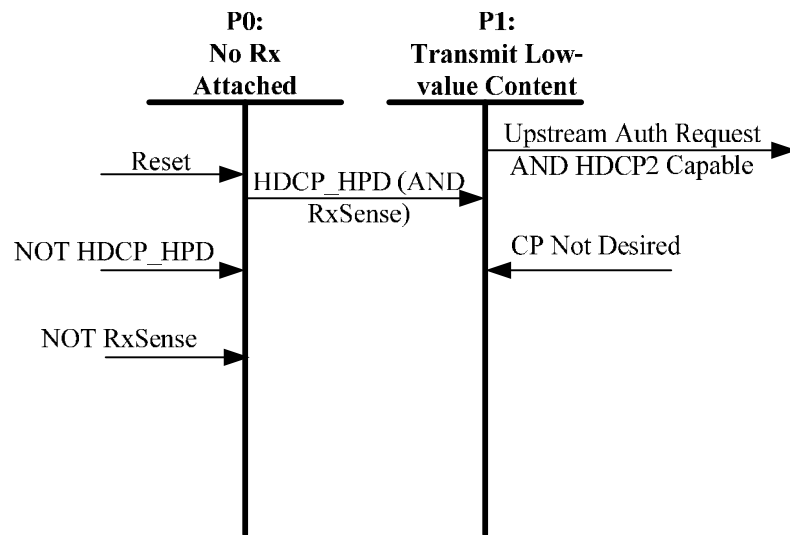 P0:
No Rx
Attached
P1:
Transmit Low-
value Content
Upstream Auth Request
AND HDCP2 Capable
Reset
HDCP_HPD (AND
RxSense)
NOT HDCP_HPD
CP Not Desired
NOT RxSense